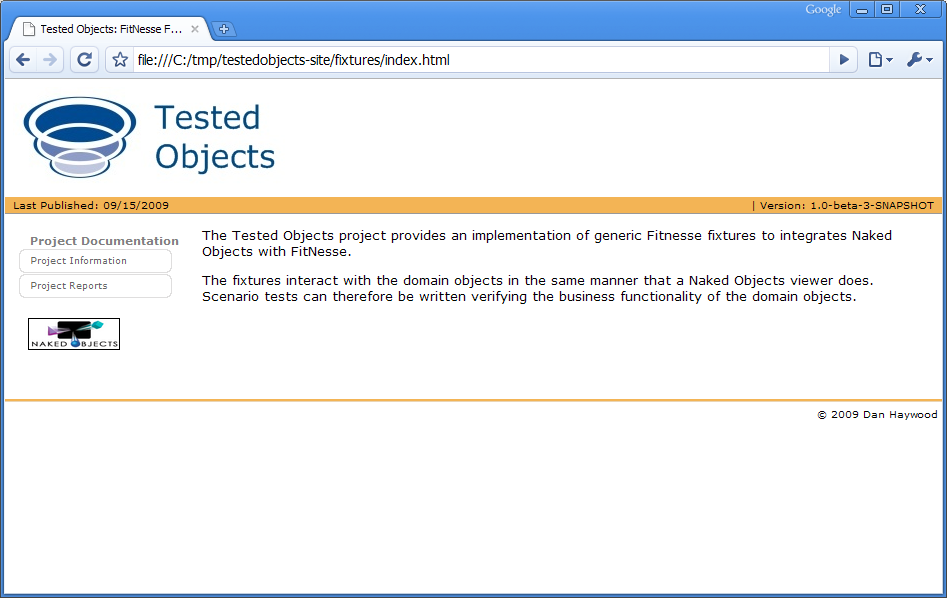 Google
Tested Objects: FitNesse F...
file:///C:/tmp/testedobjects-site/fixtures/index.html
Tested
Objects
Last Published: 09/15/2009
| Version: 1.0-beta-3-SNAPSHOT
Project Documentation
Project Information
Project Reports
NAKED OBJECTS
The Tested Objects project provides an implementation of generic Fitnesse fixtures to integrates Naked
Objects with FitNesse.
The fixtures interact with the domain objects in the same manner that a Naked Objects viewer does.
Scenario tests can therefore be written verifying the business functionality of the domain objects.
© 2009 Dan Haywood